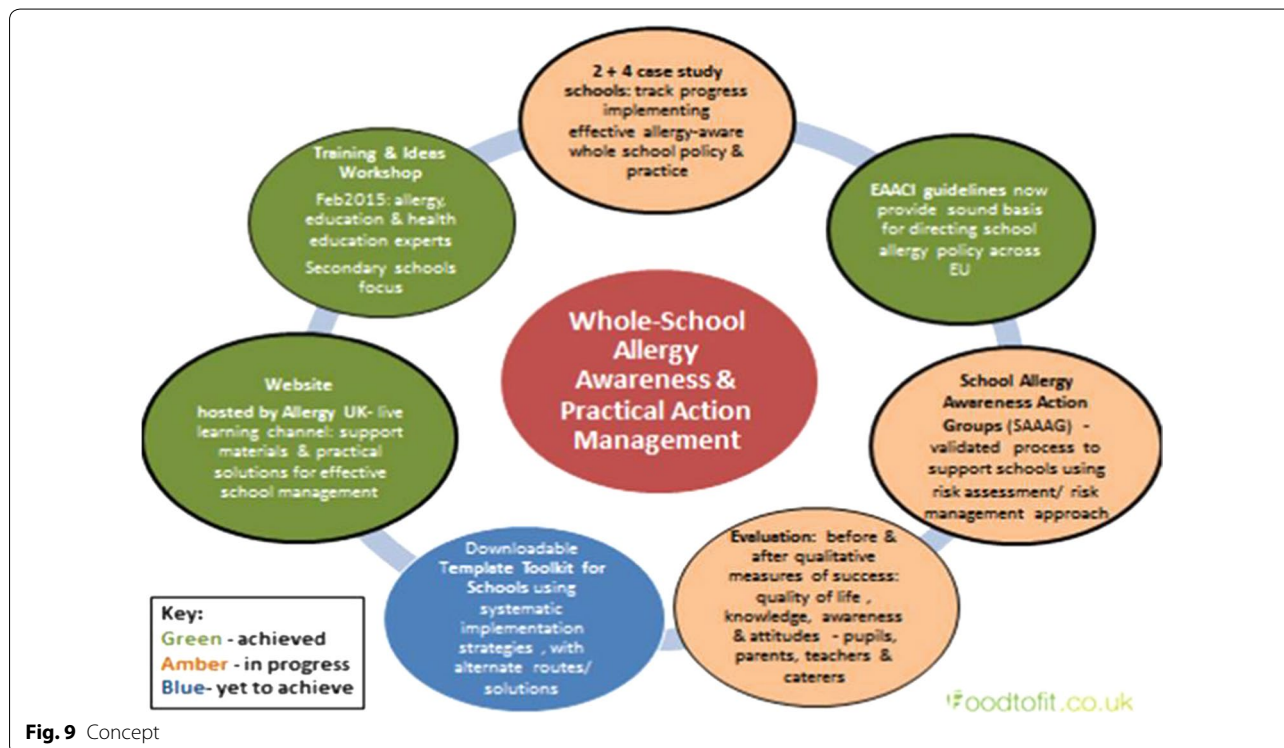 2 + 4 case study
schools: track progress
implementing
effective allergy-aware
whole school policy &
practice
EAACI guidelines now
provide sound basis
for directing school
allergy policy across
EU
School Allergy
Awareness Action
Groups (SAAAG) -
validated process to
support schools using
risk assessment/ risk
management approach
Evaluation: before &
after qualitative
measures of success:
quality of life ,
knowledge, awareness
& attitudes - pupils,
parents, teachers &
caterers
Downloadable
Template Toolkit for
Schools using
systematic
implementation
strategies , with
alternate routes/
solutions
Website
hosted by Allergy UK- live
learning channel: support
materials & practical
solutions for effective
school management
Training & Ideas
Workshop
Feb2015: allergy,
education & health
education experts
Secondary schools
focus
Whole-School
Allergy
Awareness &
Practical Action
Management
Key:
Green - achieved
Amber - in progress
Blue- yet to achieve
Foodtofit.co.uk
Fig. 9 Concept